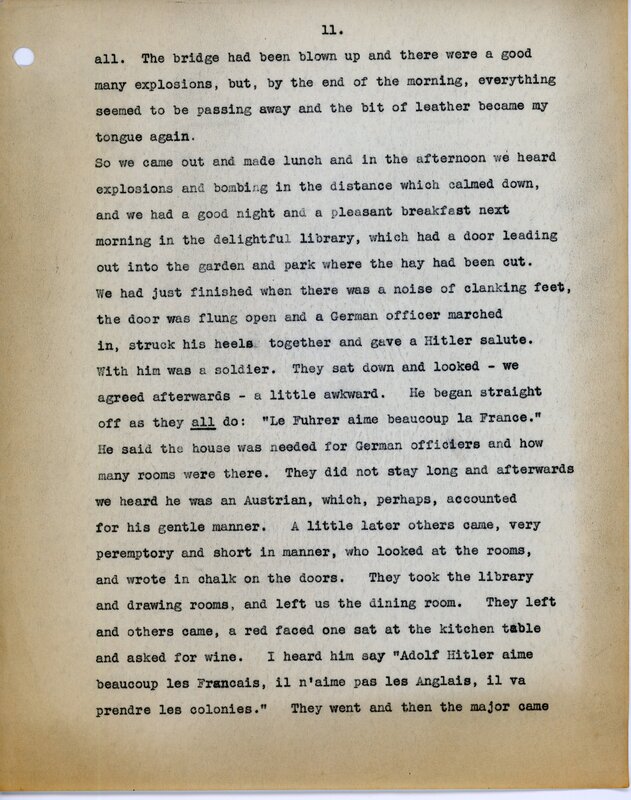 11.
all. The bridge had been blown up and there were a good
many explosions, but, by the end of the morning, everything
seemed to be passing away and the bit of leather became my
tongue again.
So we came out and made lunch and in the afternoon we heard
explosions and bombing in the distance which calmed down,
and we had a good night and a pleasant breakfast next
morning in the delightful library, which had a door leading
out into the garden and park where the hay had been cut.
We had just finished when there was a noise of clanking feet,
the door was flung open and a German officer marched
in, struck his heels together and gave a Hitler salute.
With him was a soldier. They sat down and looked - we
agreed afterwards - a little awkward. He began straight
off as they all do: "Le Fuhrer aime beaucoup la France."
He said the house was needed for German officiers and how
many rooms were there. They did not stay long and afterwards
we heard he was an Austrian, which, perhaps, accounted
for his gentle manner. A little later others came, very
peremptory and short in manner, who looked at the rooms,
and wrote in chalk on the doors. They took the library
and drawing rooms, and left us the dining room. They left
and others came, a red faced one sat at the kitchen table
and asked for wine. I heard him say "Adolf Hitler aime
beaucoup les Francais, il n'aime pas les Anglais, il va
prendre les colonies." They went and then the major came